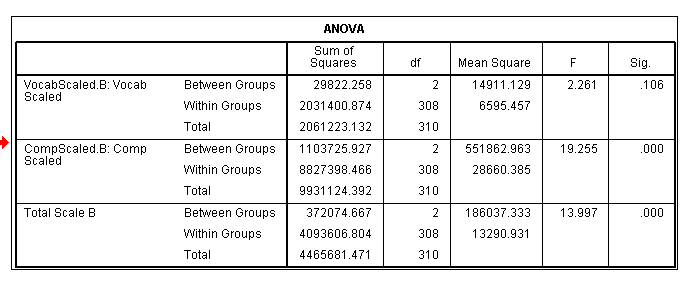 ANOVA
Sum of Squares df Mean Square F Sig.
VocabScaled.B: Vocab Scaled Between Groups 29822.258 2 14911.129 2.261 .106
Within Groups 2031400.874 308 6595.457
Total 2061223.132 310
CompScaled.B: Comp Scaled Between Groups 1103725.927 2 551862.963 19.255 .000
Within Groups 8827398.466 308 28660.385
Total 9931124.392 310
Total Scale B Between Groups 372074.667 2 186037.333 13.997 .000
Within Groups 4093606.804 308 13290.931
Total 4465681.471 310